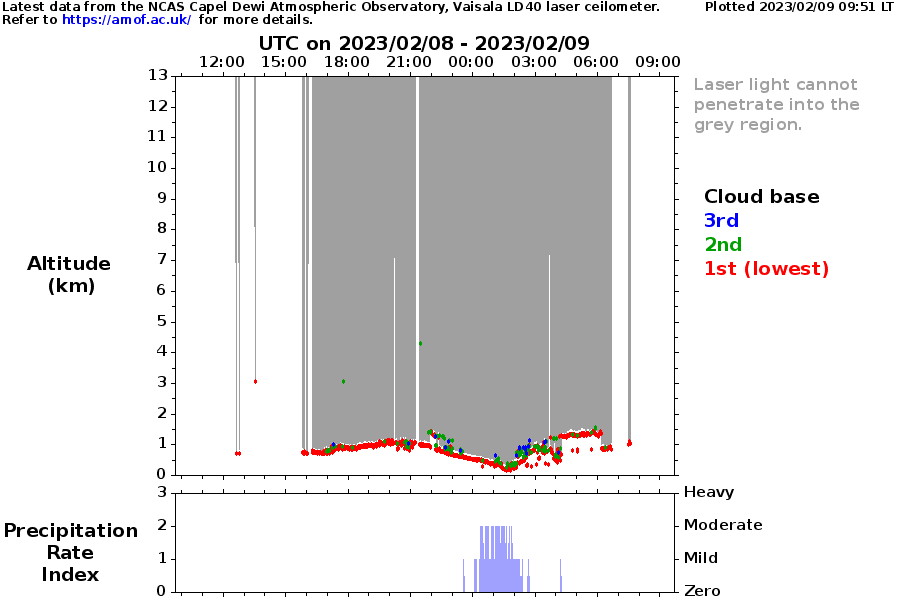 Latest data from the NCAS Capel Dewi Atmospheric Observatory, Vaisala LD40 laser ceilometer. Plotted 2023/02/09 09:51 LT
Refer to https://amof.ac.uk/ for more details.
UTC on 2023/02/08 - 2023/02/09
12:00 15:00 18:00 21:00 00:00 03:00 06:00 09:00
13
12
11
10
9
8
7
6
5
4
3
2
1
0
Altitude
(km)
Laser light cannot
penetrate into the
grey region.
Cloud base
3rd
2nd
1st (lowest)
3 Heavy
2 Moderate
1 Mild
0 Zero
Precipitation
Rate
Index